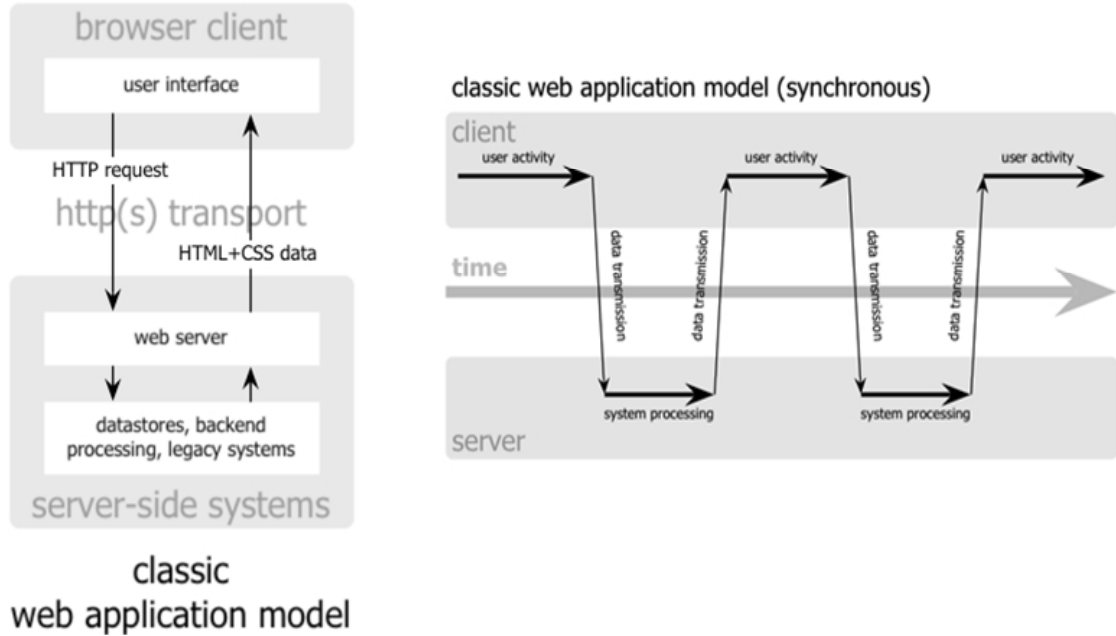 browser client
user interface
HTTP request
http(s) transport
HTML+CSS data
web server
datastores, backend
processing, legacy systems
server-side systems
classic
web application model
classic web application model (synchronous)
client
user activity
user activity
user activity
data transmission
data transmission
data transmission
data transmission
time
system processing
system processing
server